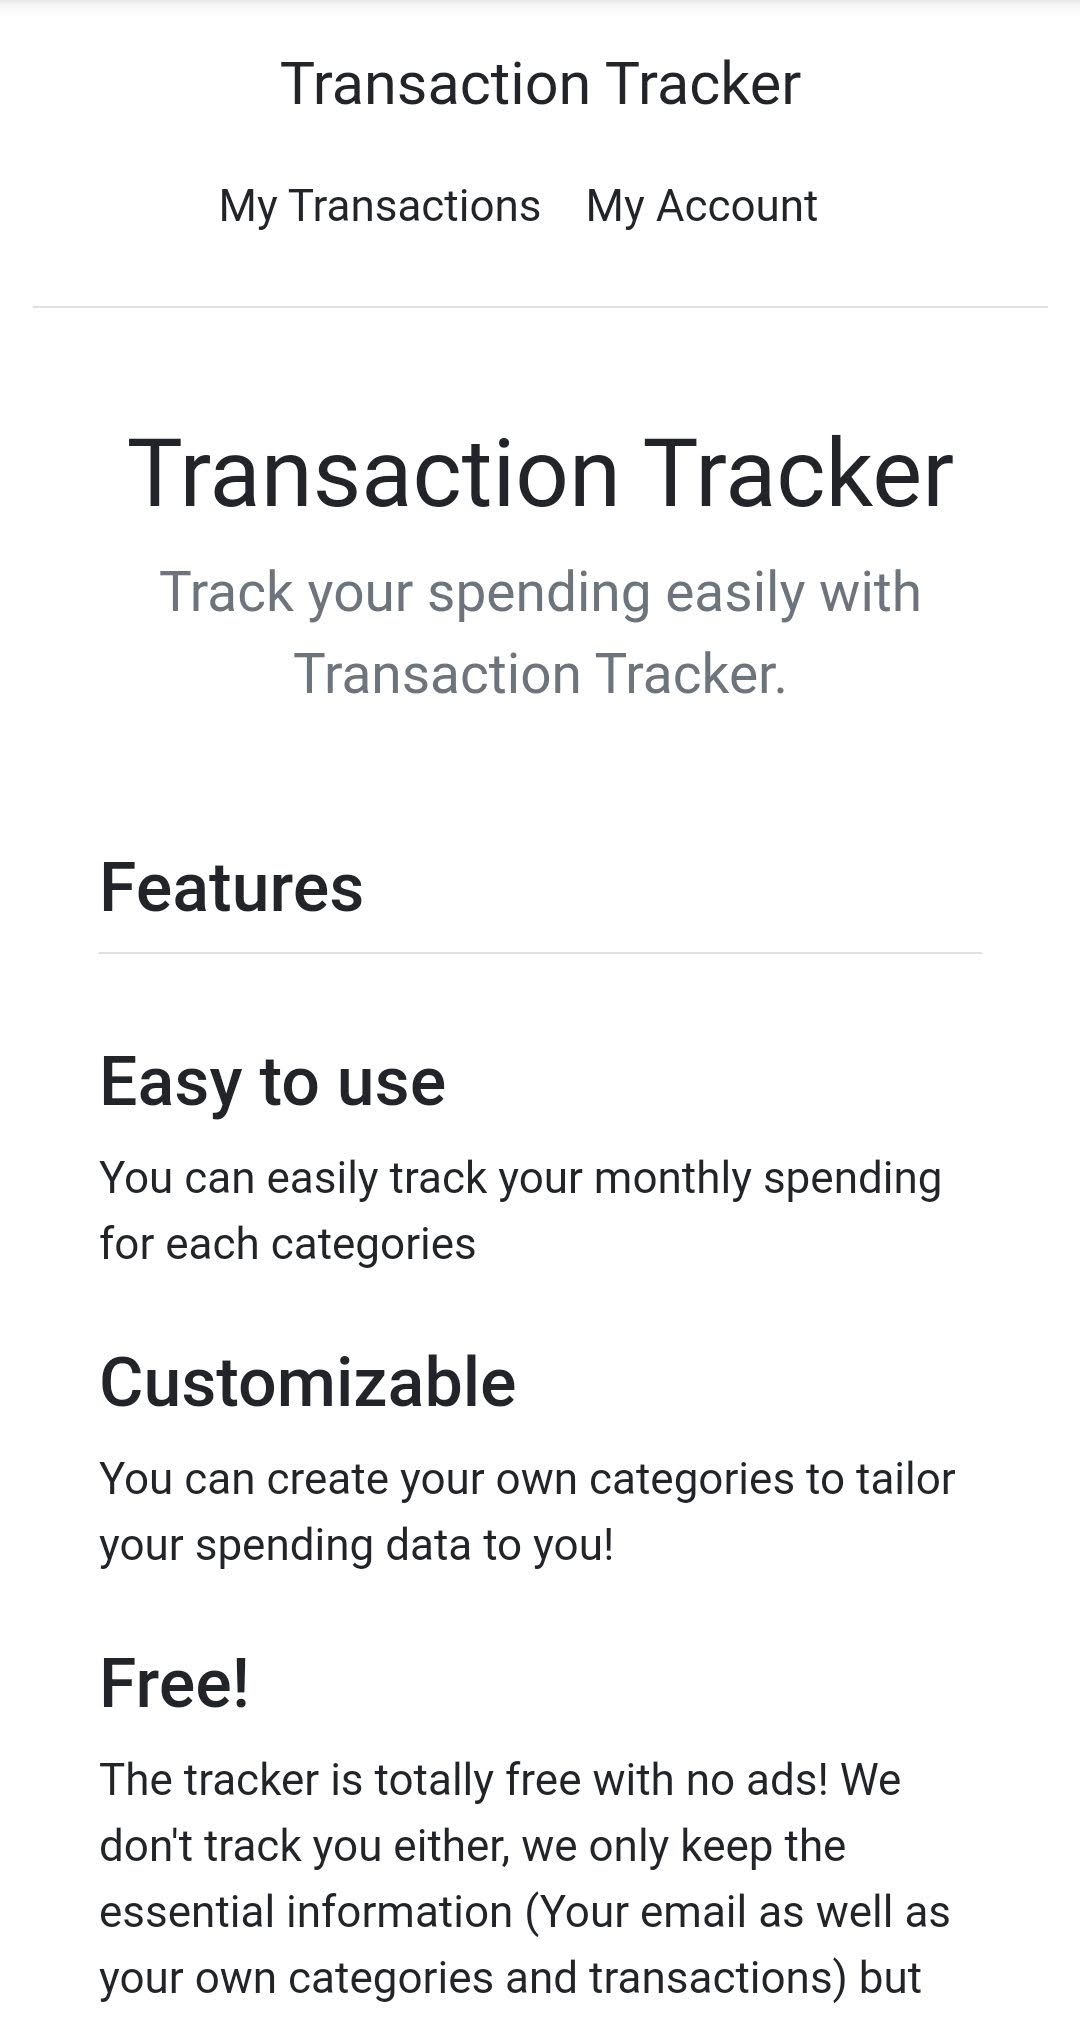 Transaction Tracker
My Transactions My Account
Transaction Tracker
Track your spending easily with
Transaction Tracker.
Features
Easy to use
You can easily track your monthly spending
for each categories
Customizable
You can create your own categories to tailor
your spending data to you!
Free!
The tracker is totally free with no ads! We
don't track you either, we only keep the
essential information (Your email as well as
your own categories and transactions) but